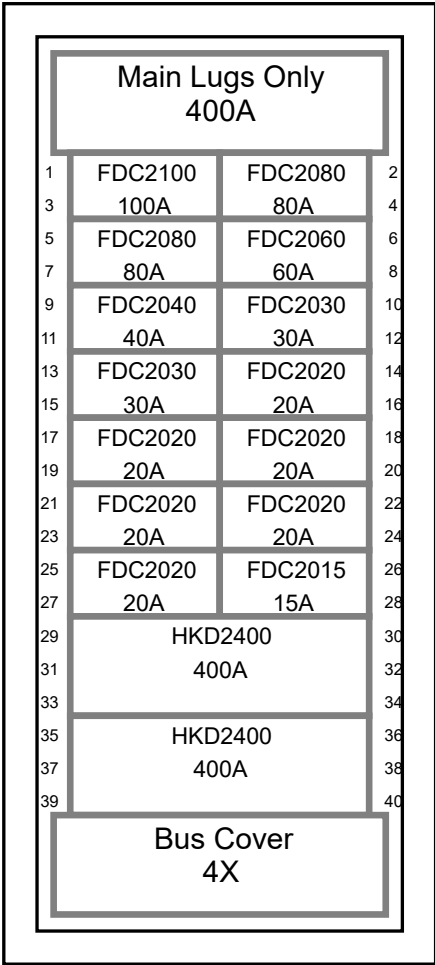 Main Lugs Only
400A
1 FDC2100 FDC2080 2
3 100A 80A 4
5 FDC2080 FDC2060 6
7 80A 60A 8
9 FDC2040 FDC2030 10
11 40A 30A 12
13 FDC2030 FDC2020 14
15 30A 20A 16
17 FDC2020 FDC2020 18
19 20A 20A 20
21 FDC2020 FDC2020 22
23 20A 20A 24
25 FDC2020 FDC2015 26
27 20A 15A 28
29 HKD2400 30
31 400A 32
33 34
35 HKD2400 36
37 400A 38
39 40
Bus Cover
4X